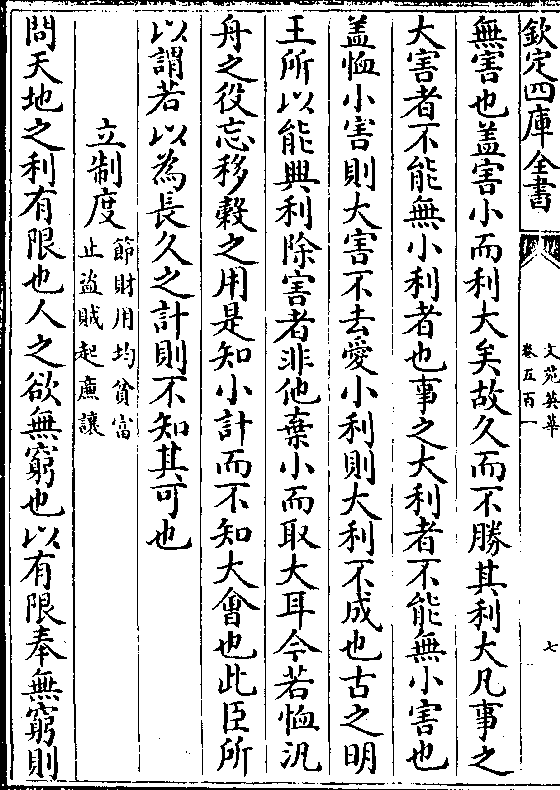 欽定四庫全書
文苑英華
卷五百一
七
無害也蓋害小而利大矣故久而不勝其利大凡事之
大害者不能無小利者也事之大利者不能無小害也
蓋恤小害則大害不去愛小利則大利不成也古之明
王所以能興利除害者非他棄小而取大耳今若恤汎
舟之役忘移轂之用是知小計而不知大會也此臣所
以謂若以為長久之計則不知其可也
立制度
節財用均貧富
止盜賊起廉讓
問天地之利有限也人之欲無窮也以有限奉無窮則